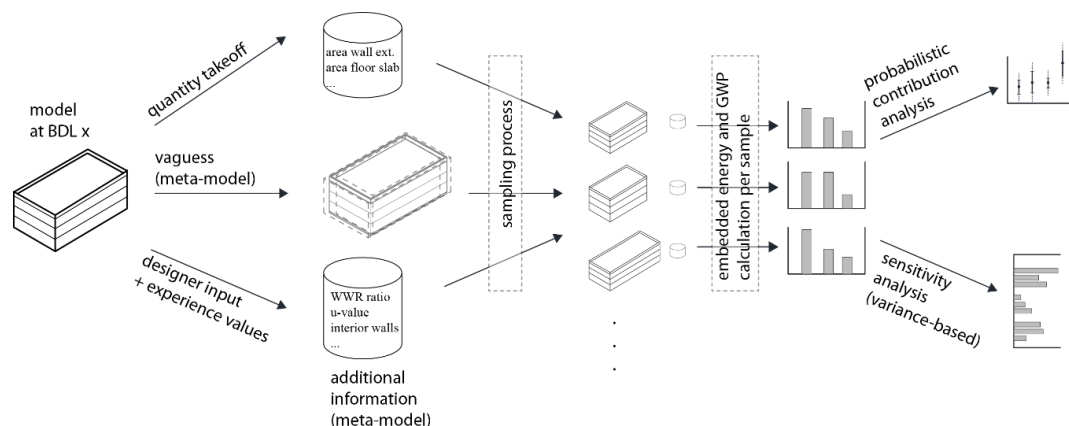 model
at BDL x
quantity takeoff
vaguess
(meta-model)
designer input
+ experience values
area wall ext.
area floor slab
...
WWR ratio
u-value
interior walls
...
additional
information
(meta-model)
sampling process
embedded energy and GWP
calculation per sample
probabilistic
contribution
analysis
sensitivity
analysis
(variance-based)